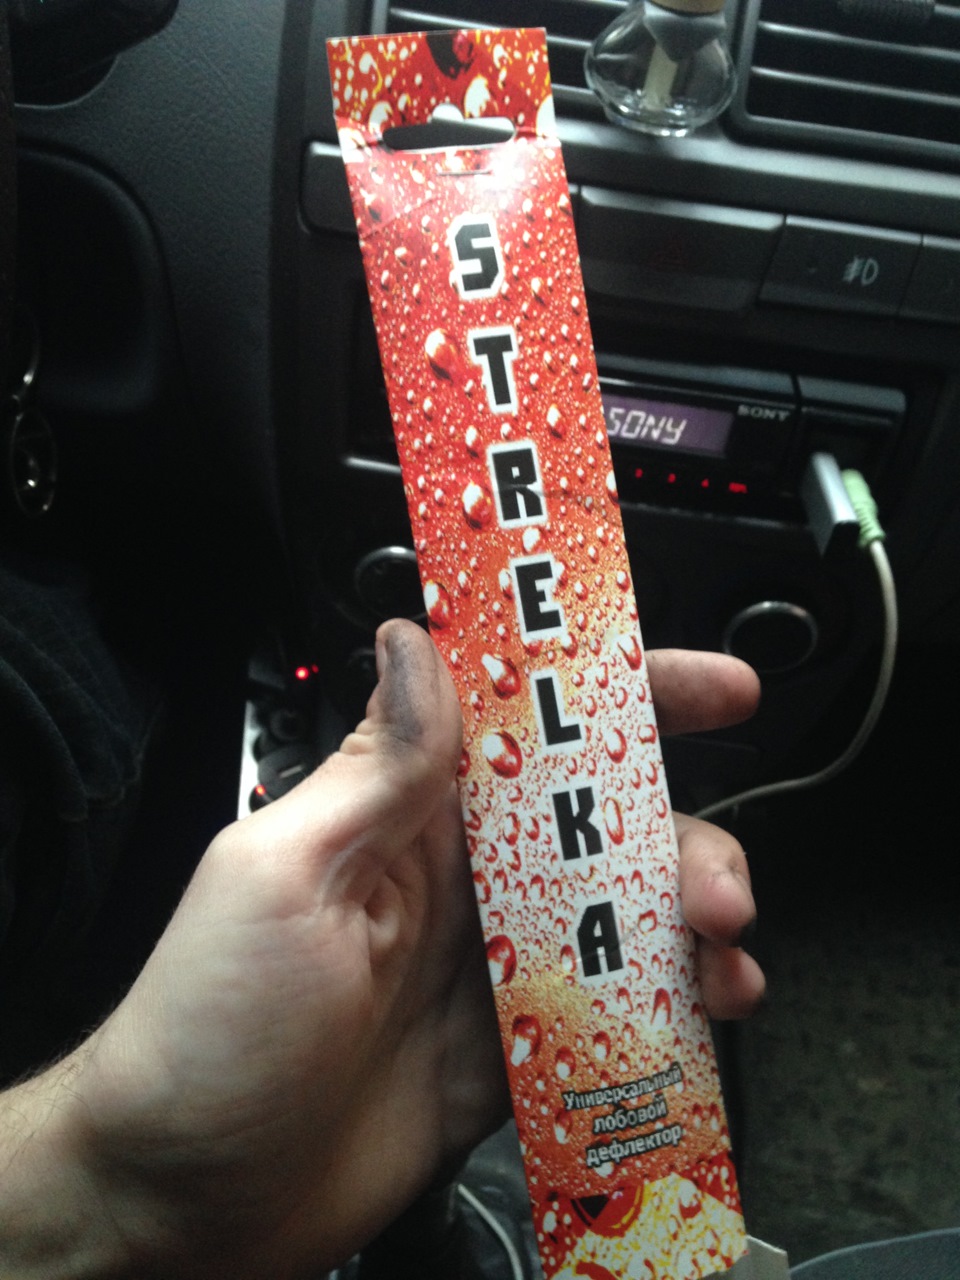 STRELKA
SONY
SONY
Универсальный
лобовой
дефлектор